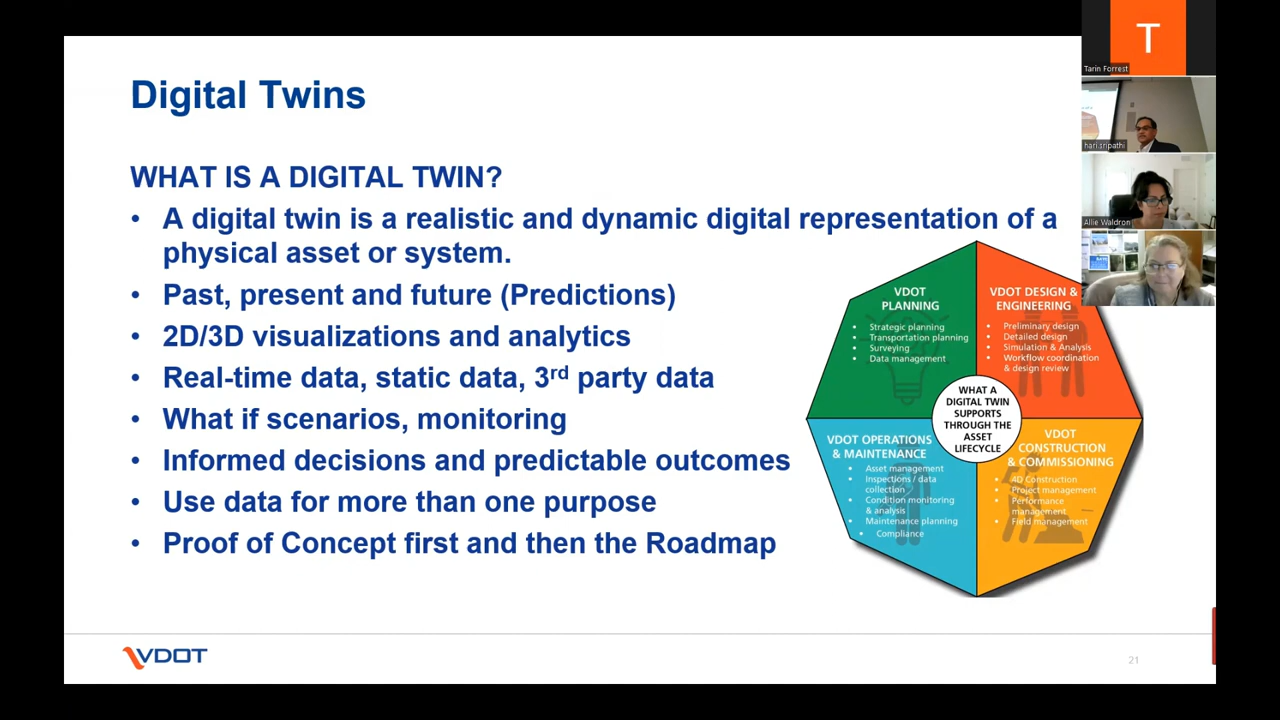 Digital Twins
WHAT IS A DIGITAL TWIN?
• A digital twin is a realistic and dynamic digital representation of a
physical asset or system.
• Past, present and future (Predictions)
• 2D/3D visualizations and analytics
• Real-time data, static data, 3rd party data
• What if scenarios, monitoring
• Informed decisions and predictable outcomes
• Use data for more than one purpose
• Proof of Concept first and then the Roadmap
VDOT
PLANNING
• Strategic planning
• Transportation planning
• Surveying
• Data management
VDOT DESIGN &
ENGINEERING
• Preliminary design
• Detailed design
• Simulation & Analysis
• Workflow coordination
& design review
WHAT A
DIGITAL TWIN
SUPPORTS
THROUGH THE
ASSET
LIFECYCLE
VDOT OPERATIONS
& MAINTENANCE
• Asset management
• Inspections / data
collection
• Condition monitoring
& analysis
• Maintenance planning
• Compliance
VDOT
CONSTRUCTION
& COMMISSIONING
• 4D Construction
• Project management
• Performance
management
• Field management
VDOT
21
T
Tarin Forrest
hari.sripathi
Allie Waldron